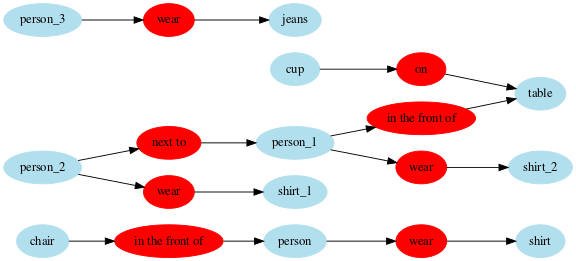 person_3 wear jeans
cup on table
in the front of
person_2 next to person_1
wear shirt_1
wear shirt_2
chair in the front of person wear shirt